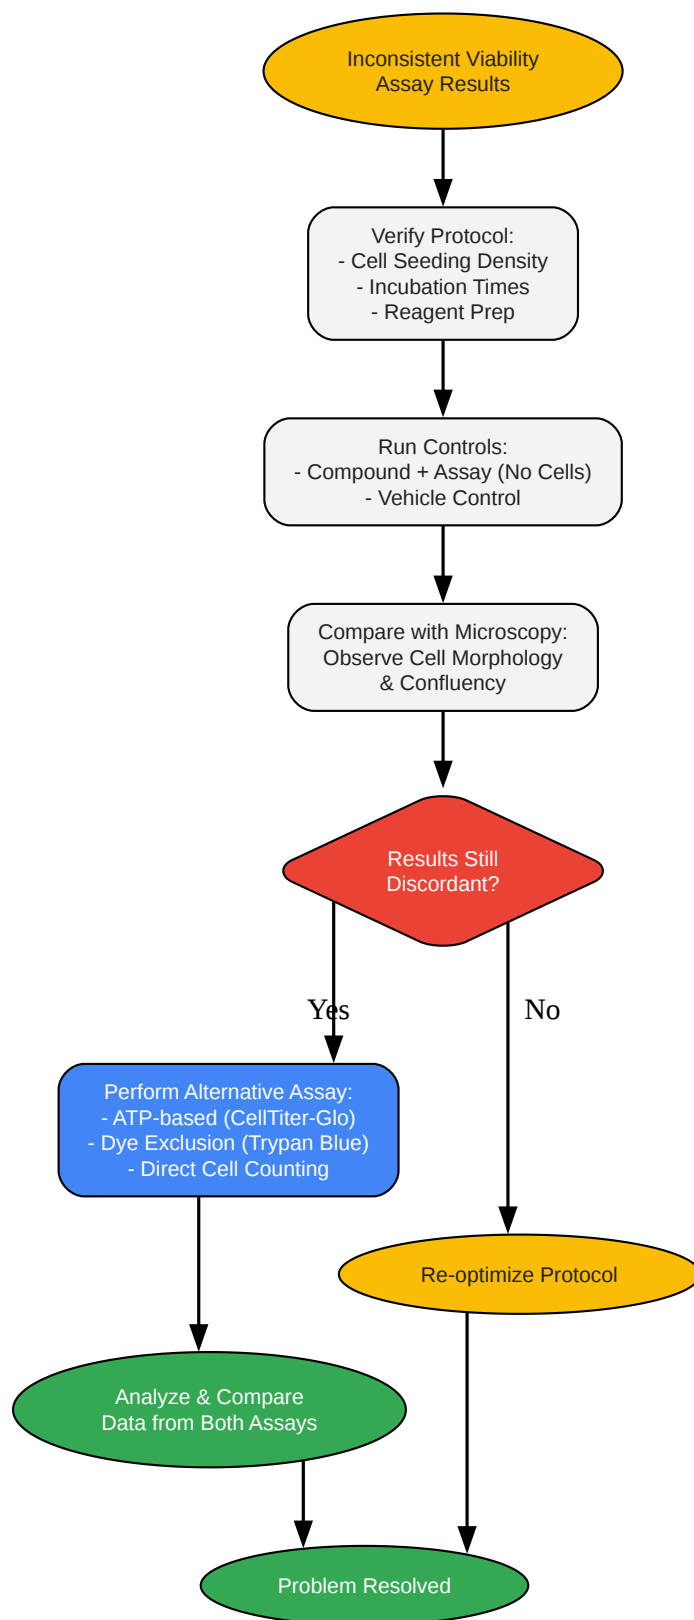 Inconsistent Viability
Assay Results
Verify Protocol:
- Cell Seeding Density
- Incubation Times
- Reagent Prep
Run Controls:
- Compound + Assay (No Cells)
- Vehicle Control
Compare with Microscopy:
Observe Cell Morphology
& Confluency
Results Still
Discordant?
Yes
No
Perform Alternative Assay:
- ATP-based (CellTiter-Glo)
- Dye Exclusion (Trypan Blue)
- Direct Cell Counting
Re-optimize Protocol
Analyze & Compare
Data from Both Assays
Problem Resolved